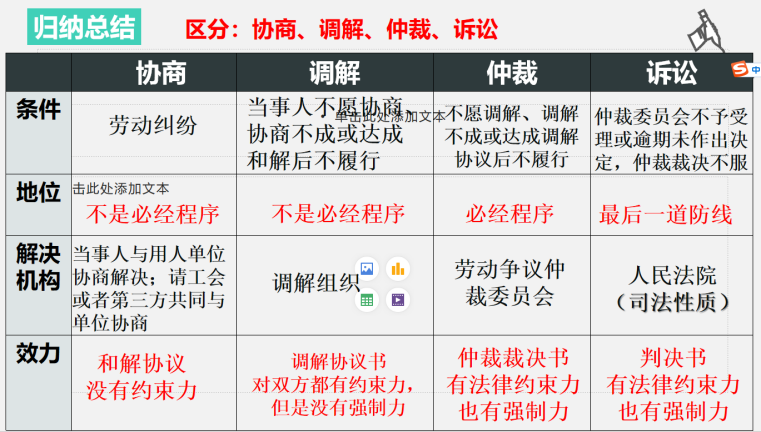 归纳总结
区分：协商、调解、仲裁、诉讼
中
协商
调解
仲裁
诉讼
条件
劳动纠纷
当事人不愿协商、
协商不成或达成
和解后不履行
单击此处添加文本
不愿调解、调解
不成或达成调解
协议后不履行
仲裁委员会不予受
理或逾期未作出决
定，仲裁裁决不服
地位
击此处添加文本
不是必经程序
不是必经程序
必经程序
最后一道防线
解决
机构
当事人与用人单位
协商解决；请工会
或者第三方共同与
单位协商
调解组织
劳动争议仲
裁委员会
人民法院
（司法性质）
效力
和解协议
没有约束力
调解协议书
对双方都有约束力，
但是没有强制力
仲裁裁决书
有法律约束力
也有强制力
判决书
有法律约束力
也有强制力